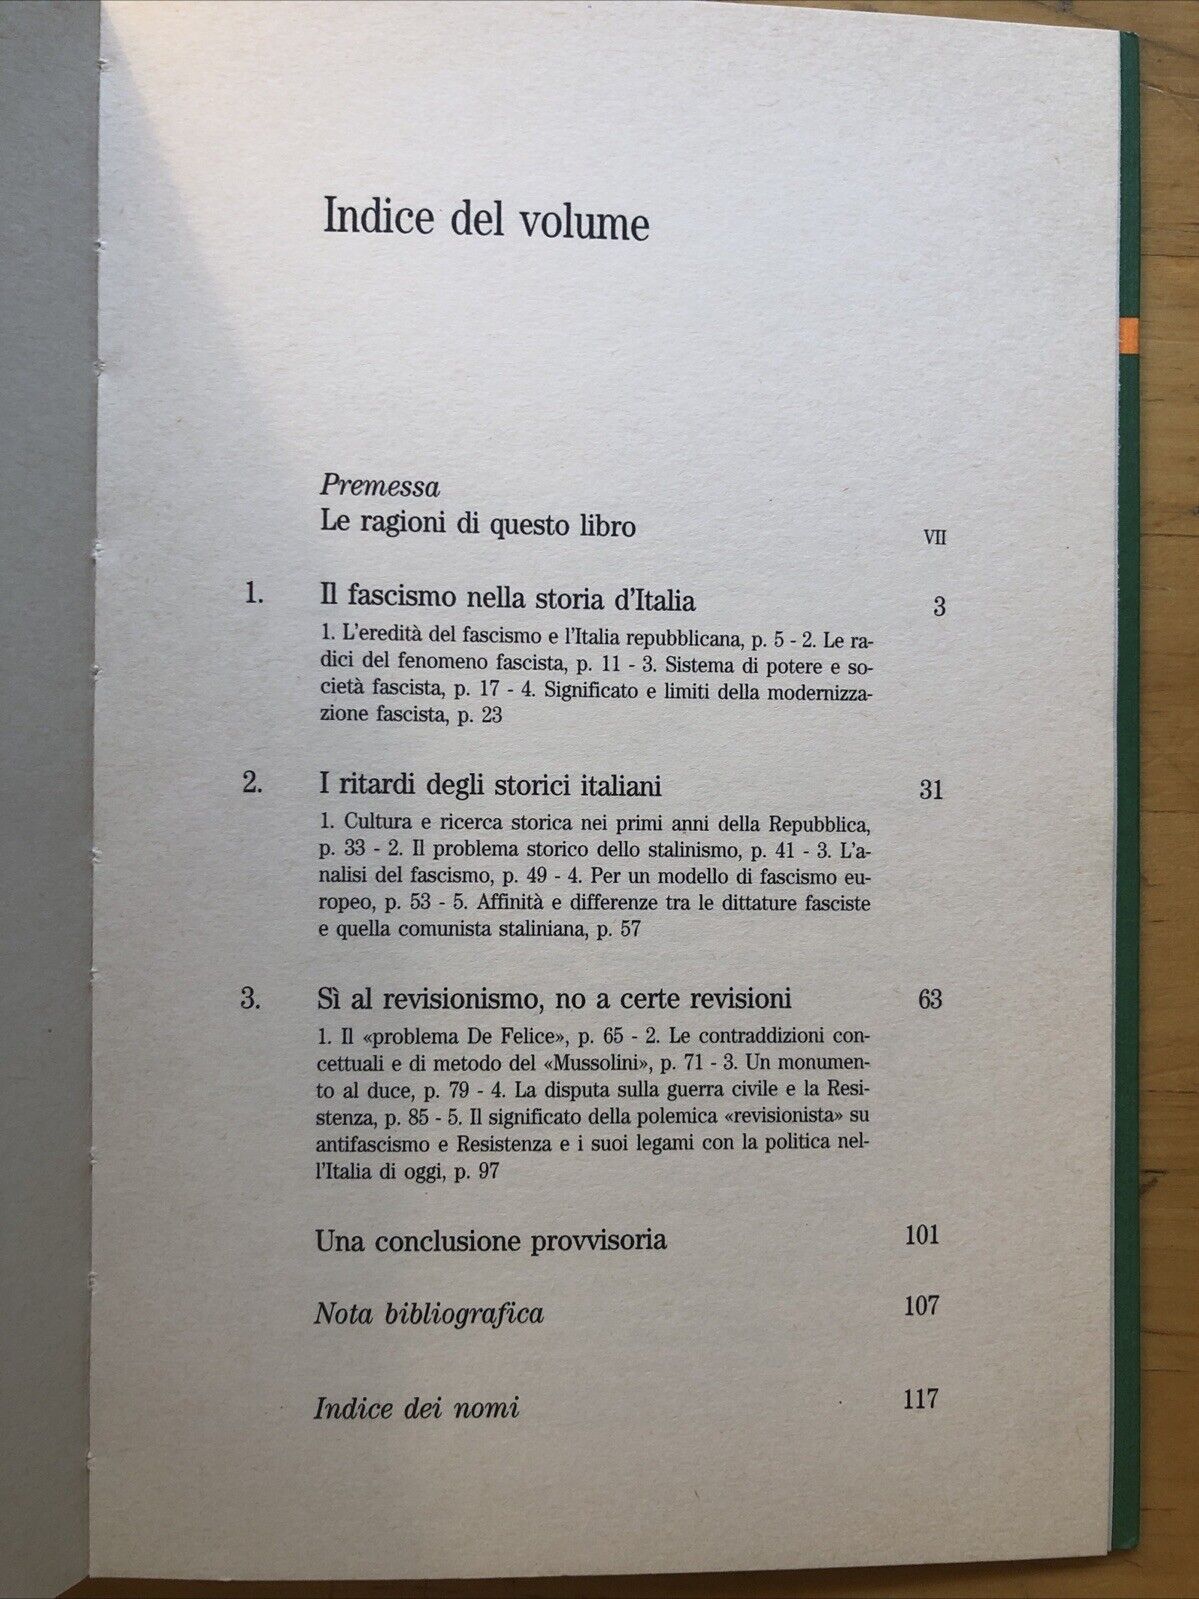 Indice del volume
Premessa
Le ragioni di questo libro VII
1. Il fascismo nella storia d'Italia 3
1. L'eredità del fascismo e l'Italia repubblicana, p. 5 - 2. Le ra-
dici del fenomeno fascista, p. 11 - 3. Sistema di potere e so-
cietà fascista, p. 17 - 4. Significato e limiti della modernizza-
zione fascista, p. 23
2. I ritardi degli storici italiani 31
1. Cultura e ricerca storica nei primi anni della Repubblica,
p. 33 - 2. Il problema storico dello stalinismo, p. 41 - 3. L'a-
nalisi del fascismo, p. 49 - 4. Per un modello di fascismo eu-
ropeo, p. 53 - 5. Affinità e differenze tra le dittature fasciste
e quella comunista staliniana, p. 57
3. Sì al revisionismo, no a certe revisioni 63
1. Il «problema De Felice», p. 65 - 2. Le contraddizioni con-
cettuali e di metodo del «Mussolini», p. 71 - 3. Un monumen-
to al duce, p. 79 - 4. La disputa sulla guerra civile e la Resi-
stenza, p. 85 - 5. Il significato della polemica «revisionista» su
antifascismo e Resistenza e i suoi legami con la politica nel-
l'Italia di oggi, p. 97
Una conclusione provvisoria 101
Nota bibliografica 107
Indice dei nomi 117